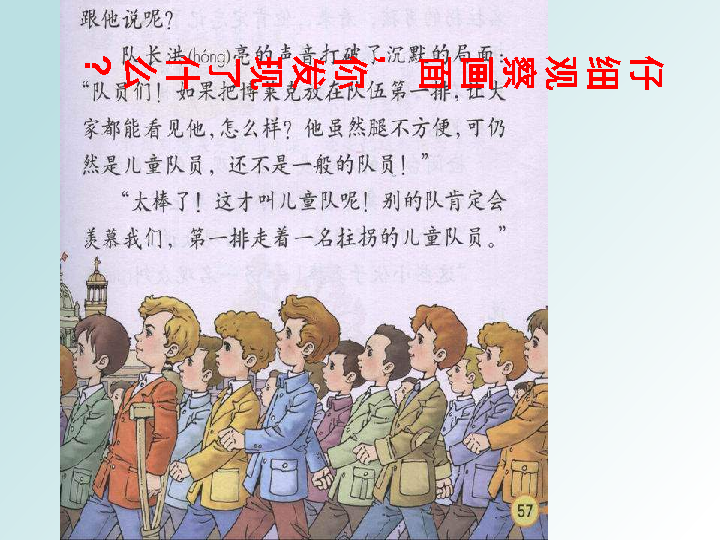 跟他说呢？
队长洪(hóng)亮的声音打破了沉默的局面：
仔细观察画面，你发现了什么？
“队员们！如果把博莱克放在队伍第一排，让大
家都能看见他，怎么样？他虽然腿不方便，可仍
然是儿童队员，还不是一般的队员！”
“太棒了！这才叫儿童队呢！别的队肯定会
羡慕我们，第一排走着一名拄拐的儿童队员。”
57